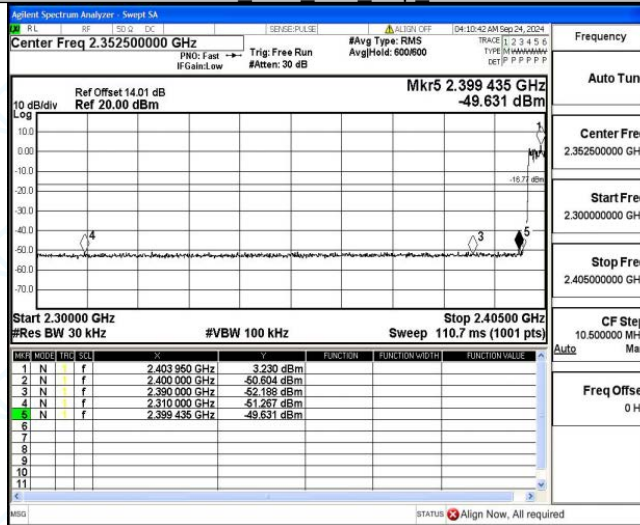 Agilent Spectrum Analyzer - Swept SA
RL RF 50 Ω DC SENSE:PULSE ALIGN OFF 04:10:42 AM Sep 24, 2024
Center Freq 2.352500000 GHz
PNO: Fast
IFGain:Low
Trig: Free Run
#Atten: 30 dB
#Avg Type: RMS
Avg|Hold: 600/600
TRACE 1 2 3 4 5 6
TYPE M
DET P P P P P P
Ref Offset 14.01 dB
10 dB/div Ref 20.00 dBm
Log
Mkr5 2.399 435 GHz
-49.631 dBm
10.0
0.00
-10.0
-20.0
-30.0
-40.0
-50.0
-60.0
-70.0
1
-16.77 dBm
4
3
5
Start 2.30000 GHz Stop 2.40500 GHz
#Res BW 30 kHz #VBW 100 kHz Sweep 110.7 ms (1001 pts)
MKR MODE TRC SCL X Y FUNCTION FUNCTION WIDTH FUNCTION VALUE
1 N 1 f 2.403 950 GHz 3.230 dBm
2 N 1 f 2.400 000 GHz -50.604 dBm
3 N 1 f 2.390 000 GHz -52.188 dBm
4 N 1 f 2.310 000 GHz -51.267 dBm
5 N 1 f 2.399 435 GHz -49.631 dBm
6
7
8
9
10
11
MSG STATUS Align Now, All required
Frequency
Auto Tun
Center Fre
2.352500000 GH
Start Fre
2.300000000 GH
Stop Fre
2.405000000 GH
CF Step
10.500000 MH
Auto Ma
Freq Offse
0 H